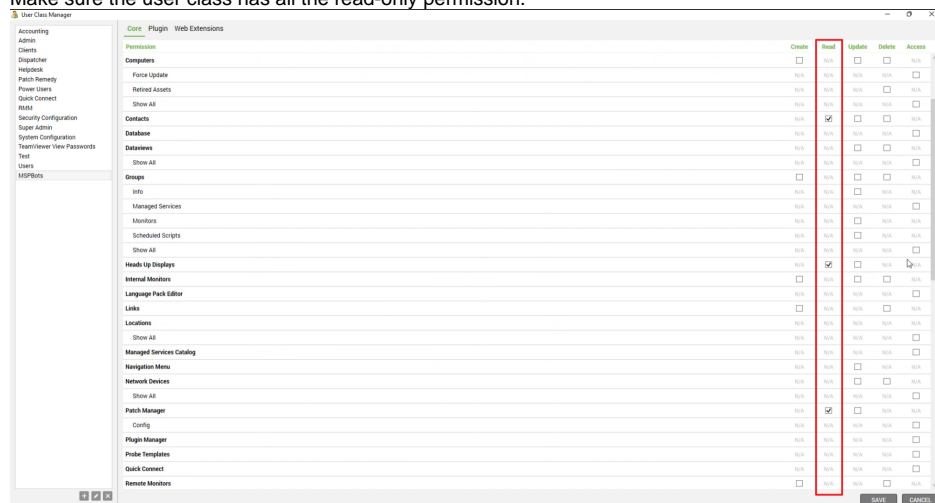 Make sure the user class has all the read-only permission.
User Class Manager
Accounting
Admin
Clients
Dispatcher
Helpdesk
Patch Remedy
Power Users
Quick Connect
RMM
Security Configuration
Super Admin
System Configuration
TeamViewer View Passwords
Test
Users
MSPBots
Core Plugin Web Extensions
Permission Create Read Update Delete Access
Computers N/A N/A
Force Update N/A N/A N/A N/A
Retired Assets N/A N/A N/A N/A
Show All N/A N/A N/A N/A
Contacts N/A N/A
Database N/A N/A N/A N/A
Dataviews N/A N/A N/A
Show All N/A N/A N/A N/A
Groups N/A N/A
Info N/A N/A N/A N/A
Managed Services N/A N/A N/A N/A
Monitors N/A N/A N/A N/A
Scheduled Scripts N/A N/A N/A N/A
Show All N/A N/A N/A N/A
Heads Up Displays N/A N/A N/A
Internal Monitors N/A N/A
Language Pack Editor N/A N/A N/A N/A
Links N/A N/A N/A
Locations N/A N/A N/A N/A N/A
Show All N/A N/A N/A N/A
Managed Services Catalog N/A N/A N/A N/A
Navigation Menu N/A N/A N/A N/A
Network Devices N/A N/A N/A
Show All N/A N/A N/A N/A
Patch Manager N/A N/A
Config N/A N/A N/A N/A
Plugin Manager N/A N/A N/A N/A
Probe Templates N/A N/A N/A N/A
Quick Connect N/A N/A N/A N/A
Remote Monitors N/A N/A N/A
SAVE CANCEL